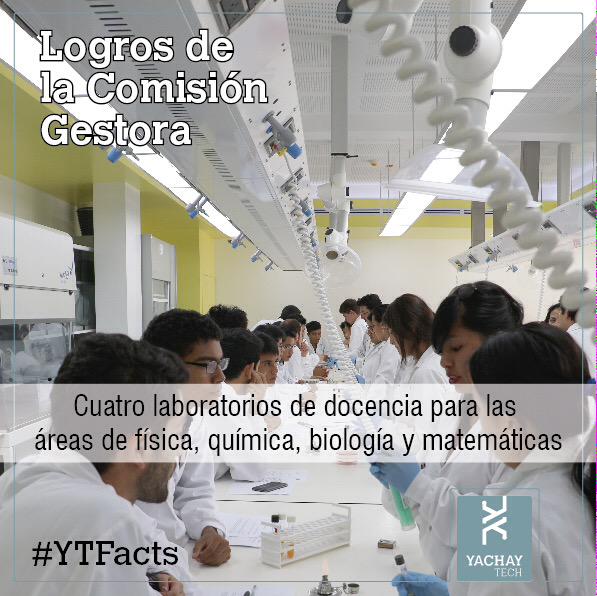 Logros de
la Comisión
Gestora
Cuatro laboratorios de docencia para las
áreas de física, química, biología y matemáticas
#YTFacts
YACHAY
TECH